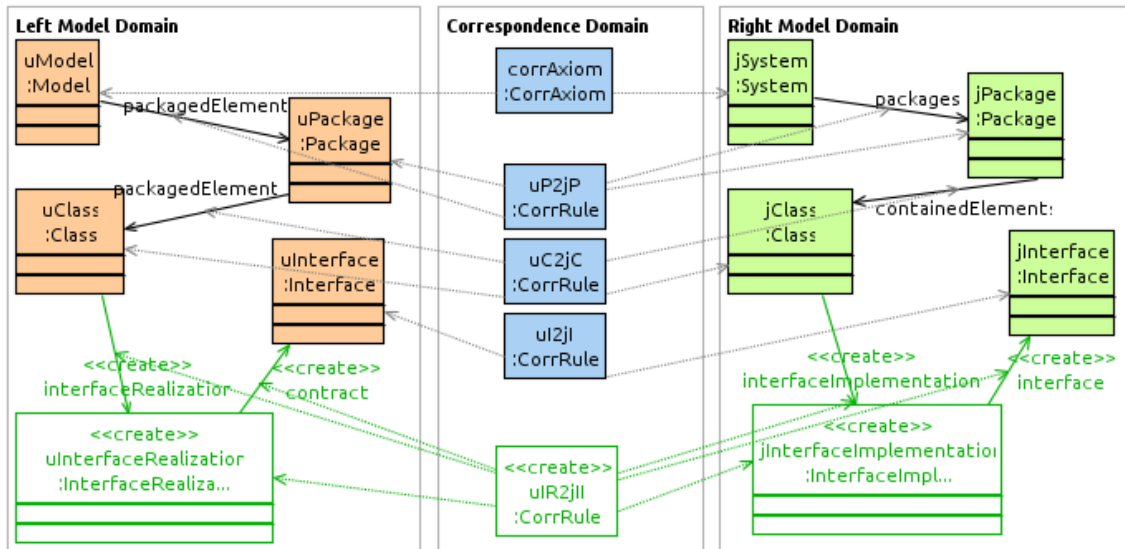 Left Model Domain
uModel
:Model
packagedElement
uPackage
:Package
packagedElement
uClass
:Class
uInterface
:Interface
<<create>>
interfaceRealization
<<create>>
contract
<<create>>
uInterfaceRealization
:InterfaceRealiza...
Correspondence Domain
corrAxiom
:CorrAxiom
uP2jP
:CorrRule
uC2jC
:CorrRule
uI2jI
:CorrRule
<<create>>
uIR2jII
:CorrRule
Right Model Domain
jSystem
:System
packages
jPackage
:Package
containedElements
jClass
:Class
jInterface
:Interface
<<create>>
interfaceImplementation
<<create>>
interface
<<create>>
jInterfaceImplementation
:InterfaceImpl...